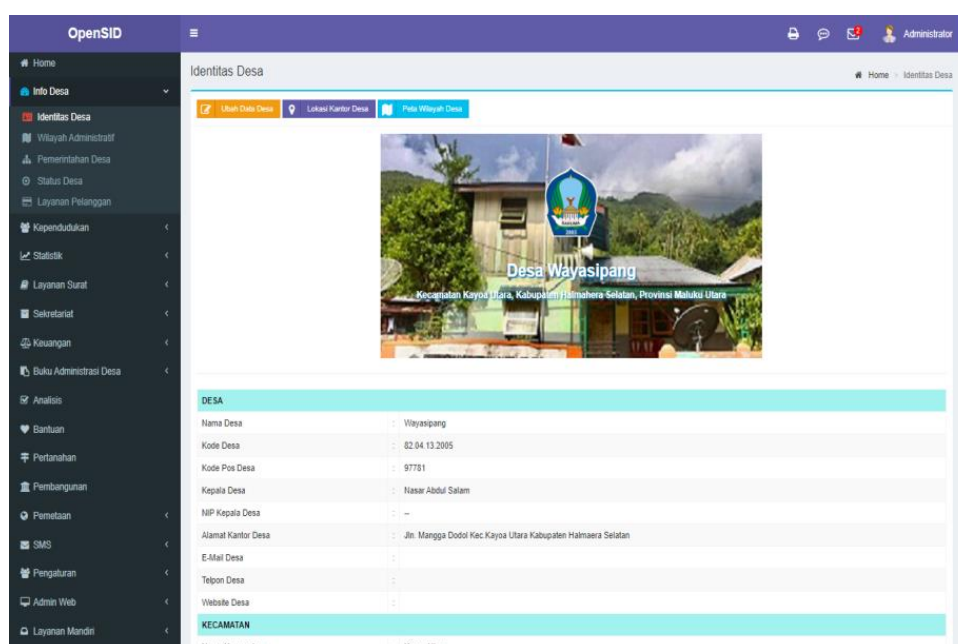 OpenSID
Administrator
Home
Info Desa
Identitas Desa
Wilayah Administratif
Pemerintahan Desa
Status Desa
Layanan Pelanggan
Kependudukan
Statistik
Layanan Surat
Sekretariat
Keuangan
Buku Administrasi Desa
Analisis
Bantuan
Pertanahan
Pembangunan
Pemetaan
SMS
Pengaturan
Admin Web
Layanan Mandiri
Identitas Desa
Home > Identitas Desa
Ubah Data Desa
Lokasi Kantor Desa
Peta Wilayah Desa
2003
Desa Wayasipang
Kecamatan Kayoa Utara, Kabupaten Halmahera Selatan, Provinsi Maluku Utara
DESA
Nama Desa : Wayasipang
Kode Desa : 82.04.13.2005
Kode Pos Desa : 97781
Kepala Desa : Nasar Abdul Salam
NIP Kepala Desa : --
Alamat Kantor Desa : Jln. Mangga Dodol Kec.Kayoa Utara Kabupaten Halmaera Selatan
E-Mail Desa :
Telpon Desa :
Website Desa :
KECAMATAN